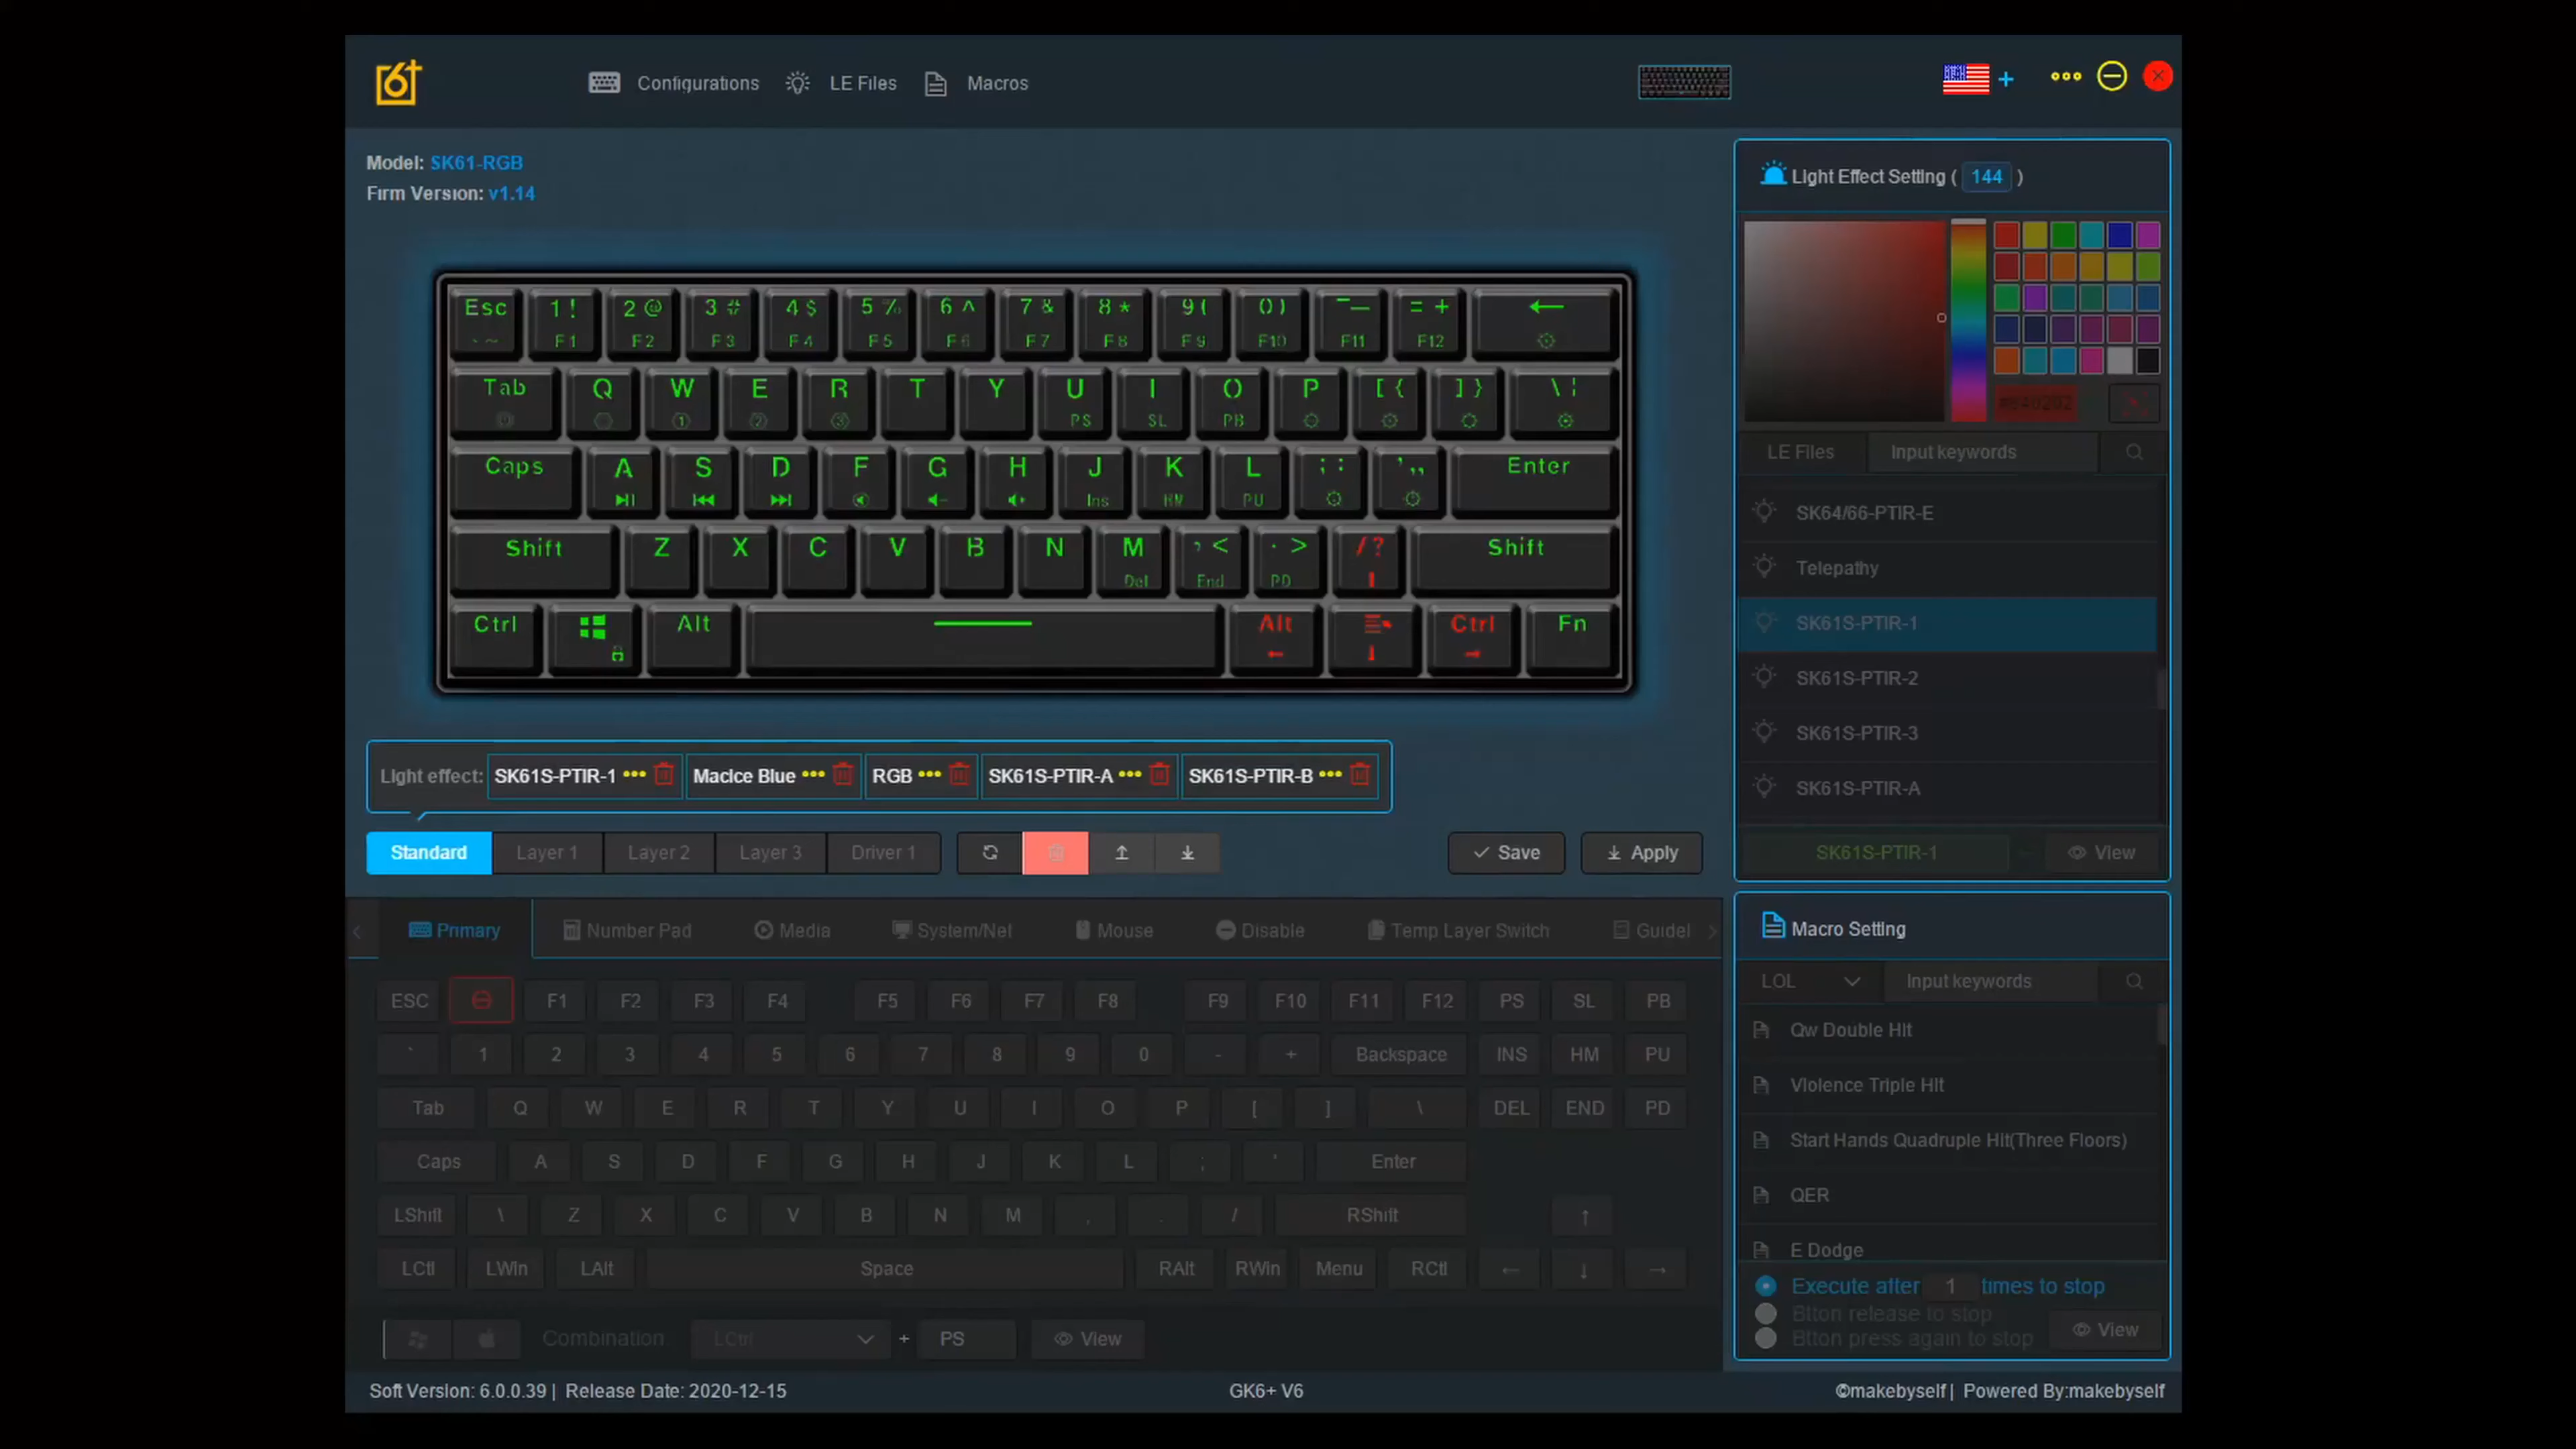 6+
Configurations LE Files Macros
Model: SK61-RGB
Firm Version: v1.14
Esc 1 ! 2 @ 3 # 4 $ 5 % 6 ^ 7 & 8 * 9 ( 0 ) - — = + ←
` ~ F1 F2 F3 F4 F5 F6 F7 F8 F9 F10 F11 F12
Tab Q W E R T Y U I O P [ { ] } \ ¦
1 2 3 PS SL PB
Caps A S D F G H J K L ; : ' ,, Enter
Ins HM PU
Shift Z X C V B N M , < . > / ? Shift
Del End PD
Ctrl Alt Alt Ctrl Fn
← →
Light effect: SK61S-PTIR-1 ••• MacIce Blue ••• RGB ••• SK61S-PTIR-A ••• SK61S-PTIR-B •••
Standard Layer 1 Layer 2 Layer 3 Driver 1 Save Apply
Primary Number Pad Media System/Net Mouse Disable Temp Layer Switch Guidel
ESC F1 F2 F3 F4 F5 F6 F7 F8 F9 F10 F11 F12 PS SL PB
` 1 2 3 4 5 6 7 8 9 0 - + Backspace INS HM PU
Tab Q W E R T Y U I O P [ ] \ DEL END PD
Caps A S D F G H J K L ; ' Enter
LShift \ Z X C V B N M , . / RShift ↑
LCtl LWin LAlt Space RAlt RWin Menu RCtl ← ↓ →
Combination: LCtrl + PS View
Light Effect Setting ( 144 )
LE Files Input keywords
SK64/66-PTIR-E
Telepathy
SK61S-PTIR-1
SK61S-PTIR-2
SK61S-PTIR-3
SK61S-PTIR-A
SK61S-PTIR-1 View
Macro Setting
LOL Input keywords
Qw Double Hit
Violence Triple Hit
Start Hands Quadruple Hit(Three Floors)
QER
E Dodge
Execute after 1 times to stop
Btton release to stop
Btton press again to stop View
Soft Version: 6.0.0.39 | Release Date: 2020-12-15 GK6+ V6 ©makebyself | Powered By:makebyself